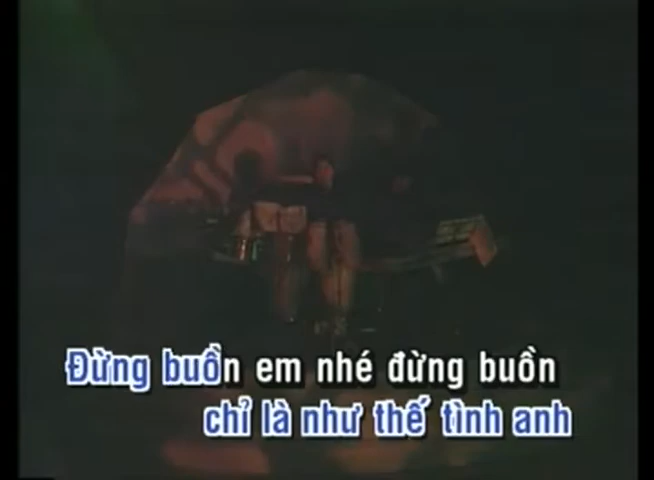 Đừng buồn em nhé đừng buồn
chỉ là như thế tình anh